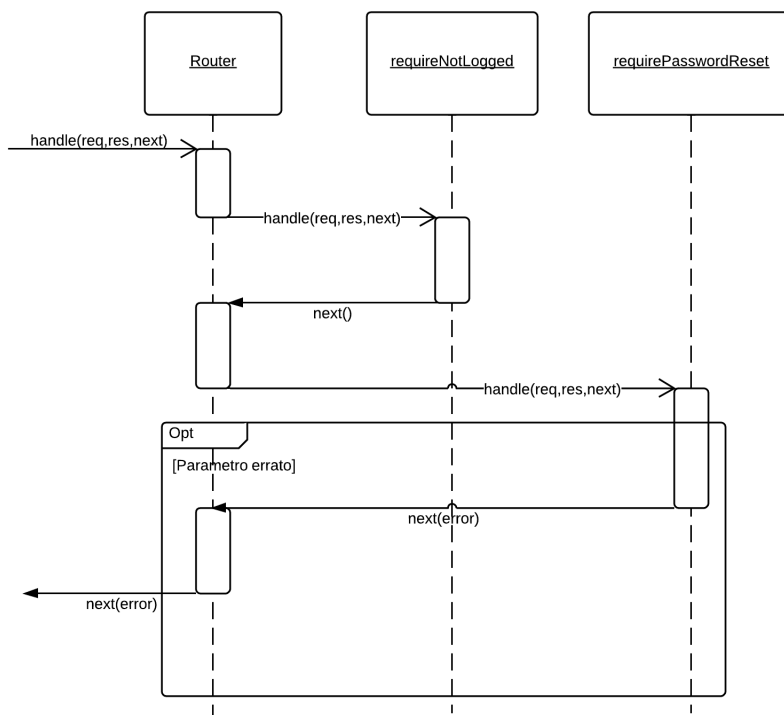 Router
requireNotLogged
requirePasswordReset
handle(req,res,next)
handle(req,res,next)
next()
handle(req,res,next)
Opt
[Parametro errato]
next(error)
next(error)